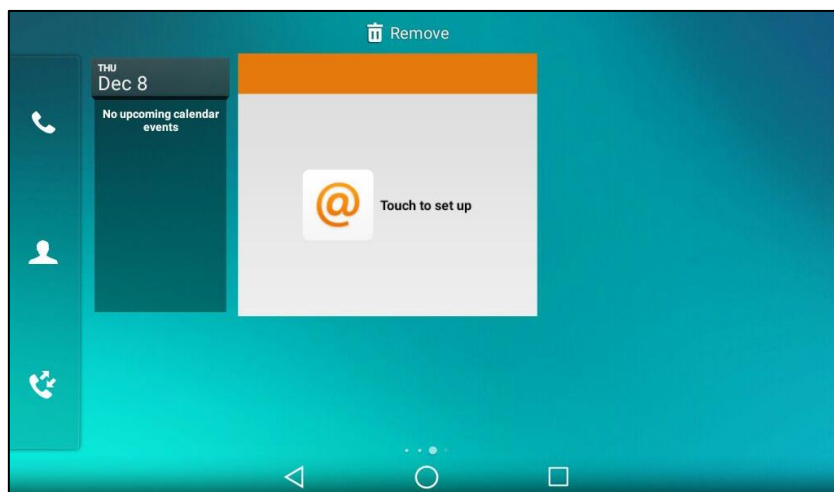 Remove
THU
Dec 8
No upcoming calendar
events
@
Touch to set up